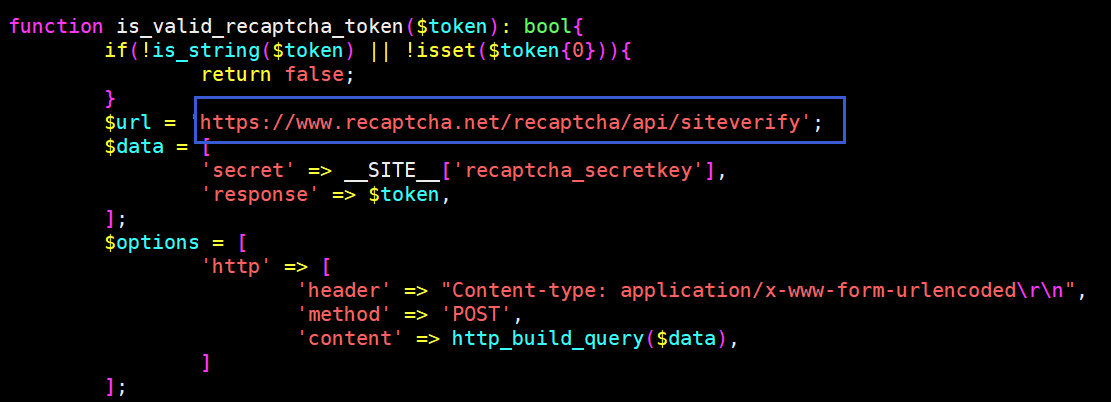 function is_valid_recaptcha_token($token): bool{
if(!is_string($token) || !isset($token{0})){
return false;
}
$url = 'https://www.recaptcha.net/recaptcha/api/siteverify';
$data = [
'secret' => __SITE__['recaptcha_secretkey'],
'response' => $token,
];
$options = [
'http' => [
'header' => "Content-type: application/x-www-form-urlencoded\r\n",
'method' => 'POST',
'content' => http_build_query($data),
]
];